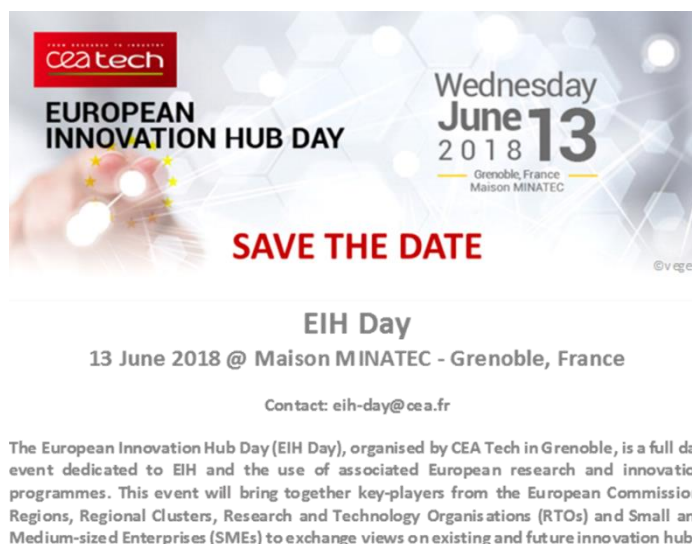 FROM RESEARCH TO INDUSTRY
cea tech
EUROPEAN
INNOVATION HUB DAY
Wednesday
June 13
2018
Grenoble, France
Maison MINATEC
SAVE THE DATE
EIH Day
13 June 2018 @ Maison MINATEC - Grenoble, France
Contact: eih-day@cea.fr
The European Innovation Hub Day (EIH Day), organised by CEA Tech in Grenoble, is a full
event dedicated to EIH and the use of associated European research and
programmes. This event will bring together key-players from the European
Regions, Regional Clusters, Research and Technology Organisations (RTOs) and Small
Medium-sized Enterprises (SMEs) to exchange views on existing and future innovation